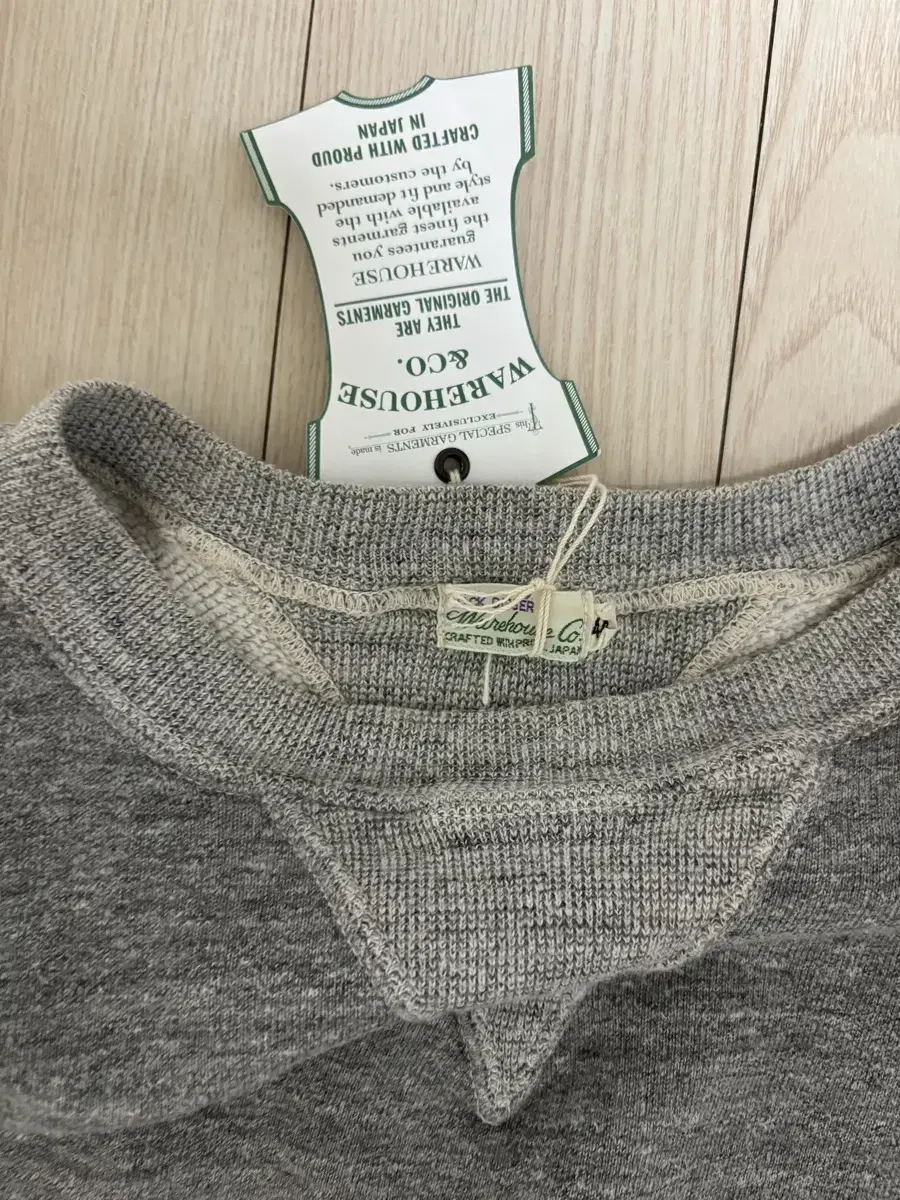 This SPECIAL GARMENTS is made,
EXCLUSIVELY FOR
WAREHOUSE
&CO.
THEY ARE
THE ORIGINAL GARMENTS
WAREHOUSE
guarantees you
the finest garments
available with the
style and fit demanded
by the customers.
CRAFTED WITH PROUD
IN JAPAN
Warehouse Co.
CRAFTED WITH JAPAN